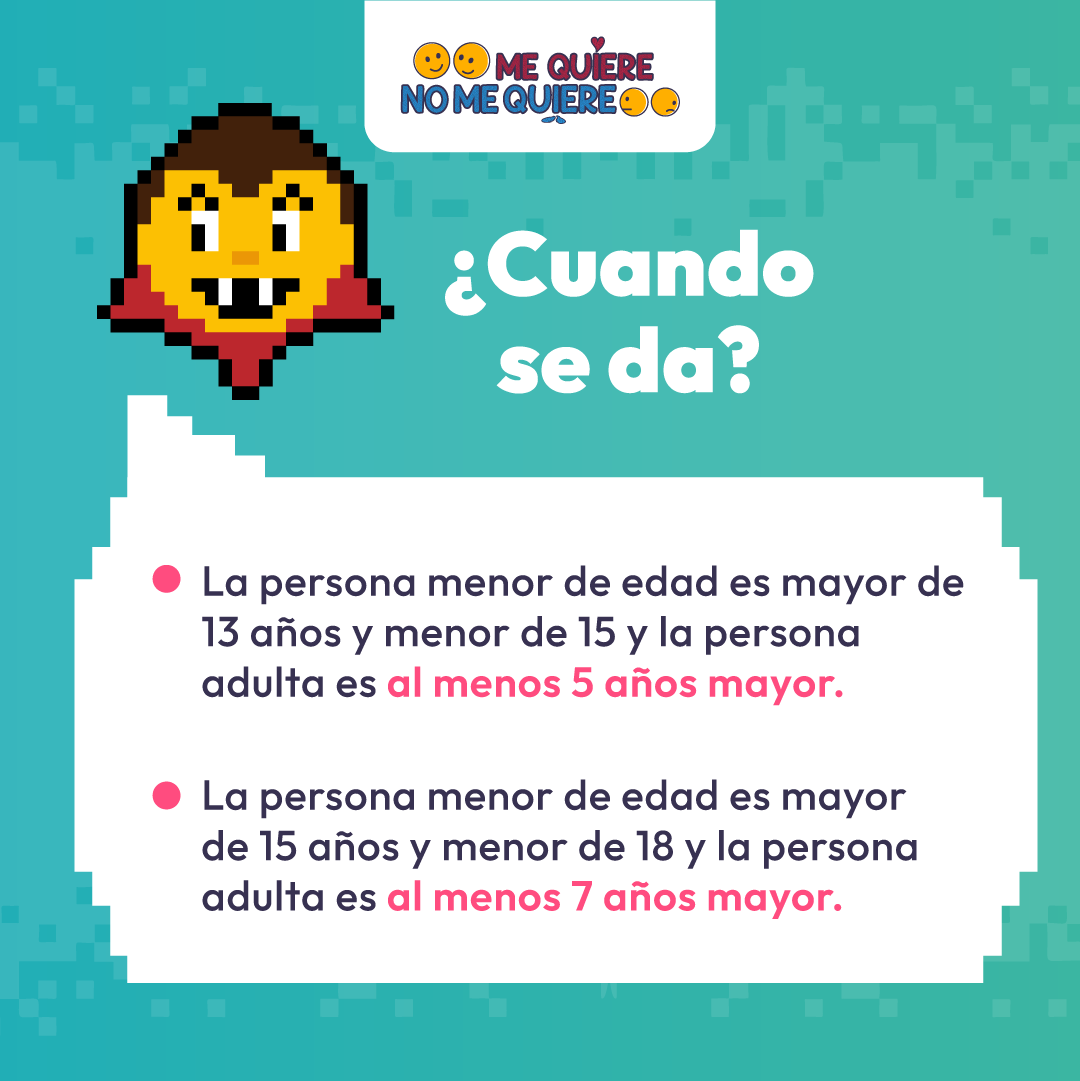 ME QUIERE
NO ME QUIERE
¿Cuando
se da?
La persona menor de edad es mayor de
13 años y menor de 15 y la persona
adulta es al menos 5 años mayor.
La persona menor de edad es mayor
de 15 años y menor de 18 y la persona
adulta es al menos 7 años mayor.